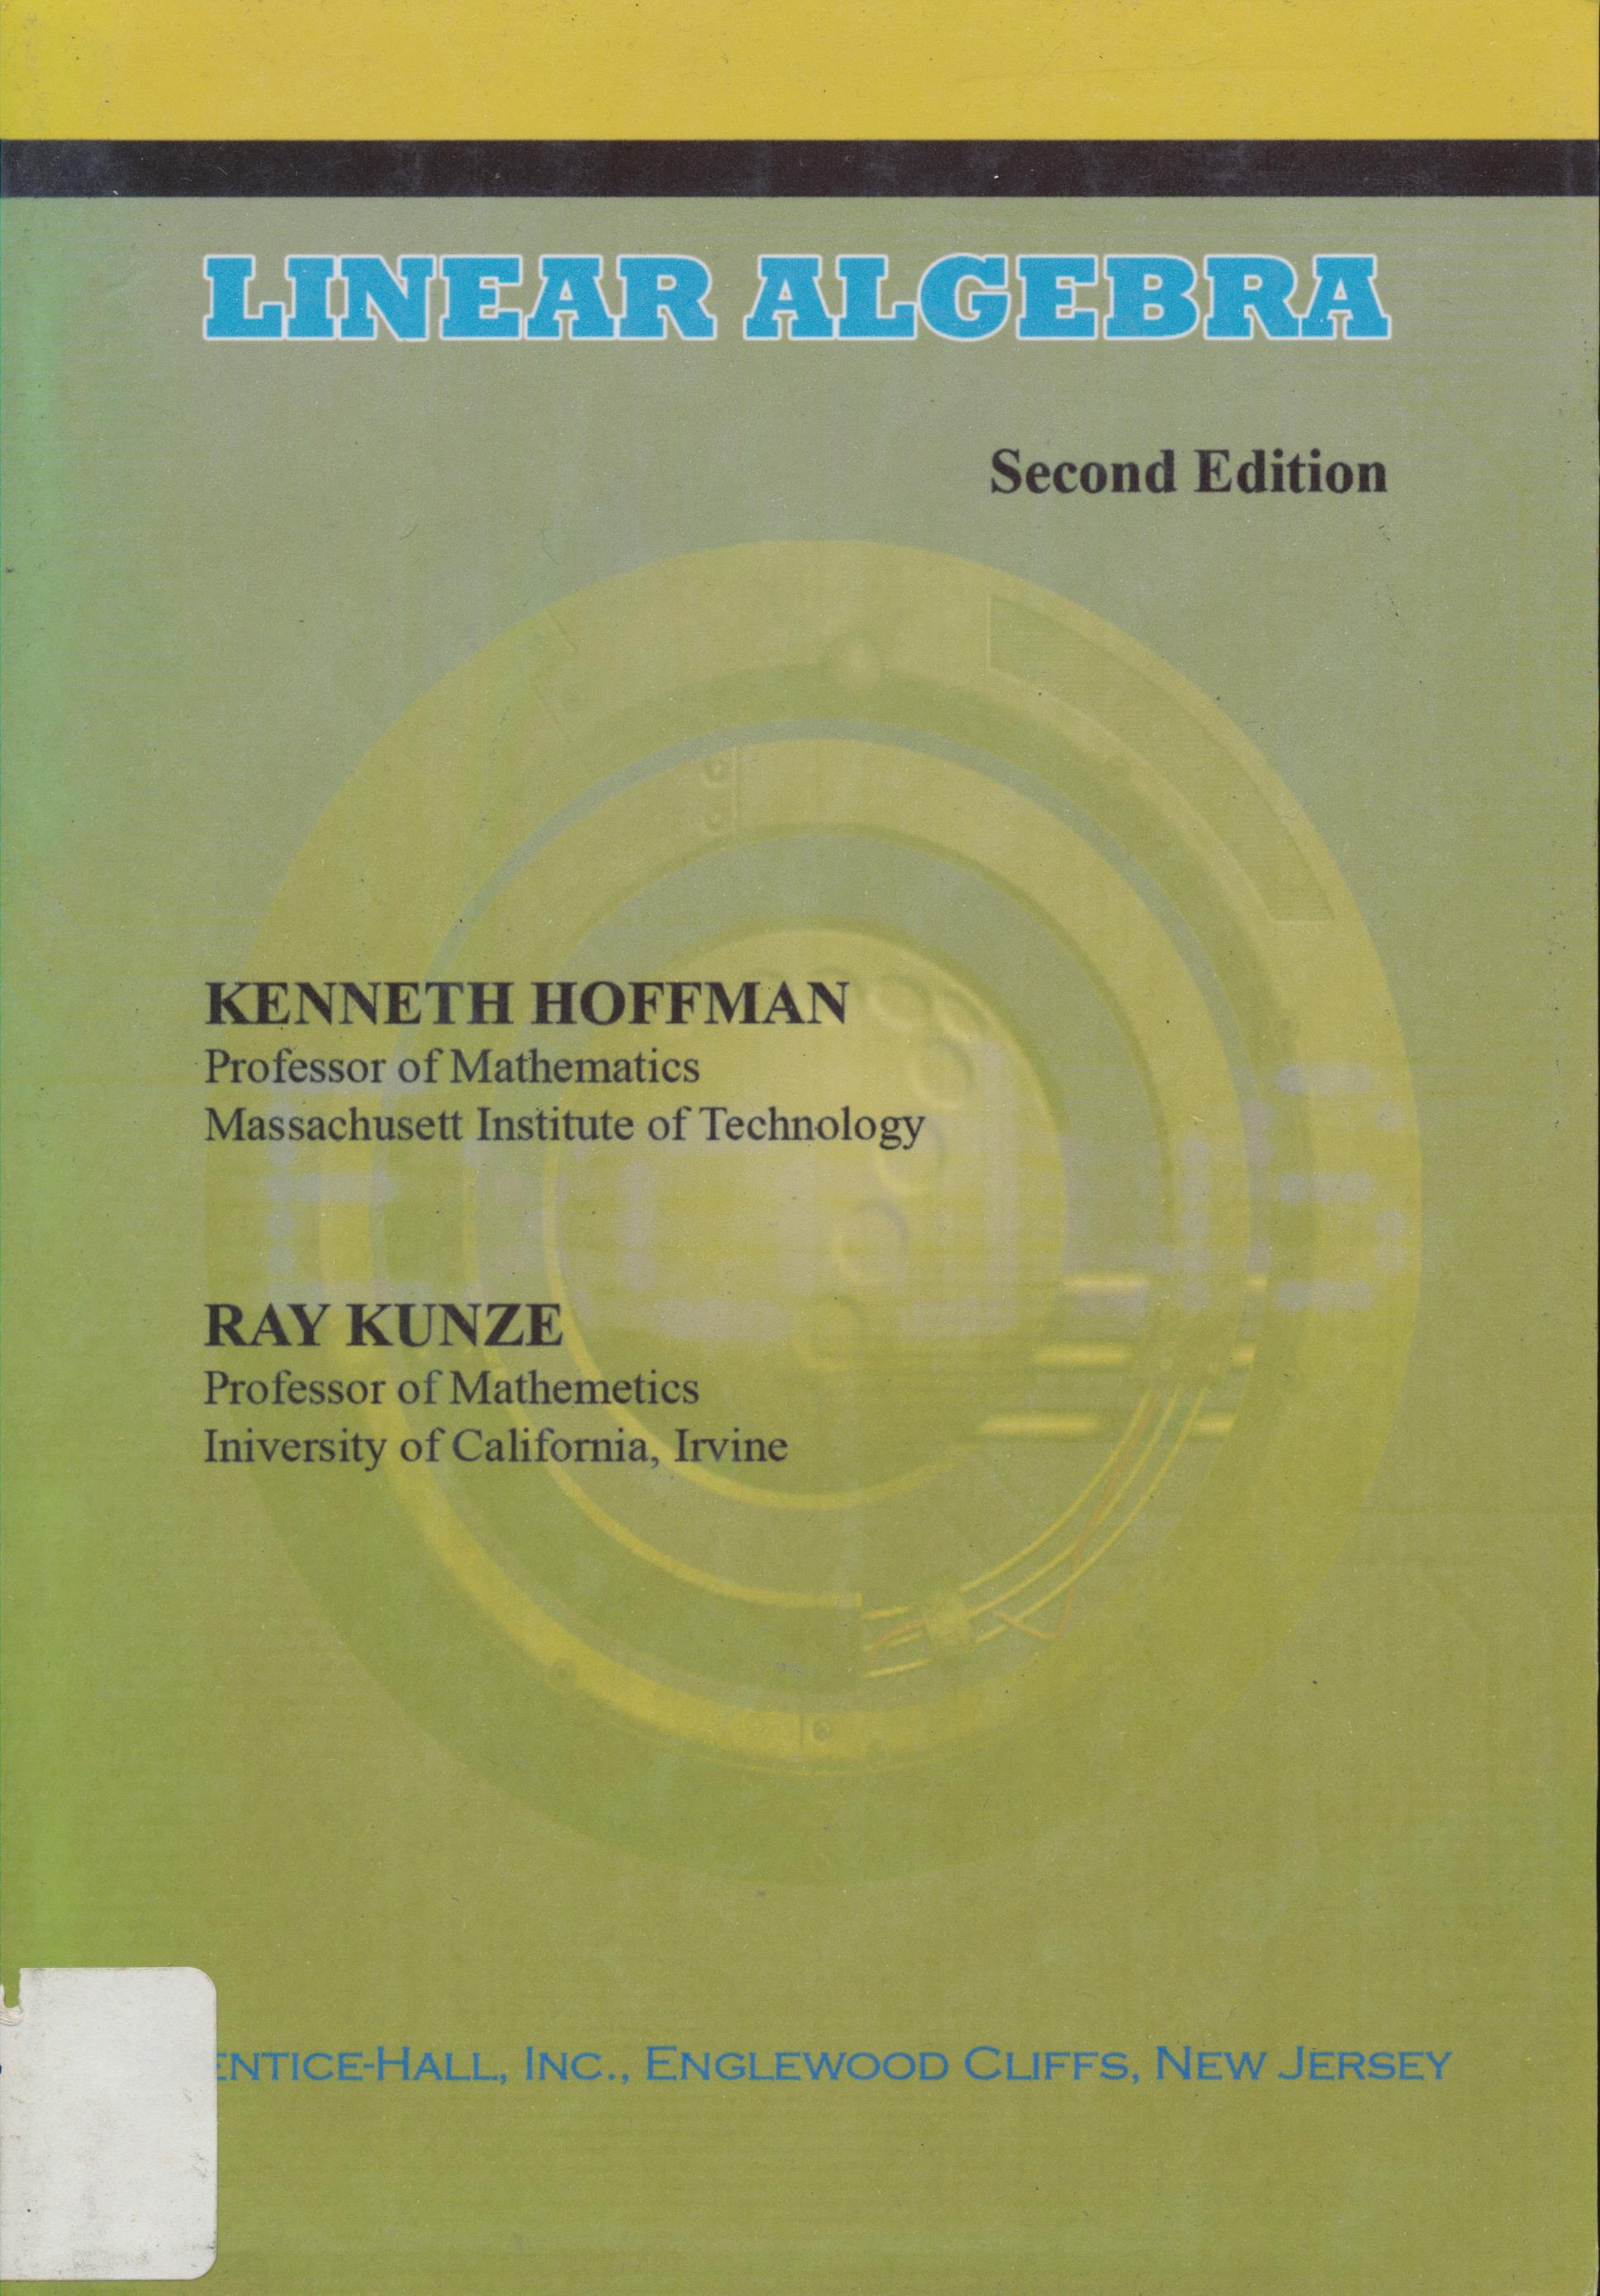 LINEAR ALGEBRA
Second Edition
KENNETH HOFFMAN
Professor of Mathematics
Massachusett Institute of Technology
RAY KUNZE
Professor of Mathemetics
Iniversity of California, Irvine
ENTICE-HALL, INC., ENGLEWOOD CLIFFS, NEW JERSEY